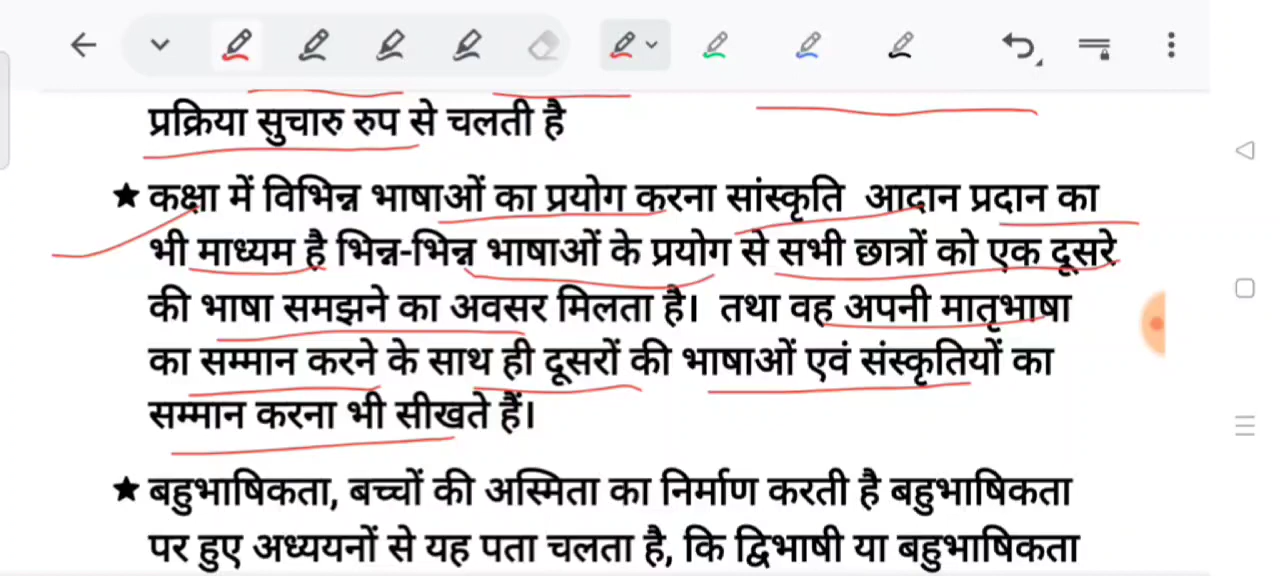 प्रक्रिया सुचारु रुप से चलती है
★ कक्षा में विभिन्न भाषाओं का प्रयोग करना सांस्कृति आदान प्रदान का
भी माध्यम है भिन्न-भिन्न भाषाओं के प्रयोग से सभी छात्रों को एक दूसरे
की भाषा समझने का अवसर मिलता है। तथा वह अपनी मातृभाषा
का सम्मान करने के साथ ही दूसरों की भाषाओं एवं संस्कृतियों का
सम्मान करना भी सीखते हैं।
★ बहुभाषिकता, बच्चों की अस्मिता का निर्माण करती है बहुभाषिकता
पर हुए अध्ययनों से यह पता चलता है, कि द्विभाषी या बहुभाषिकता